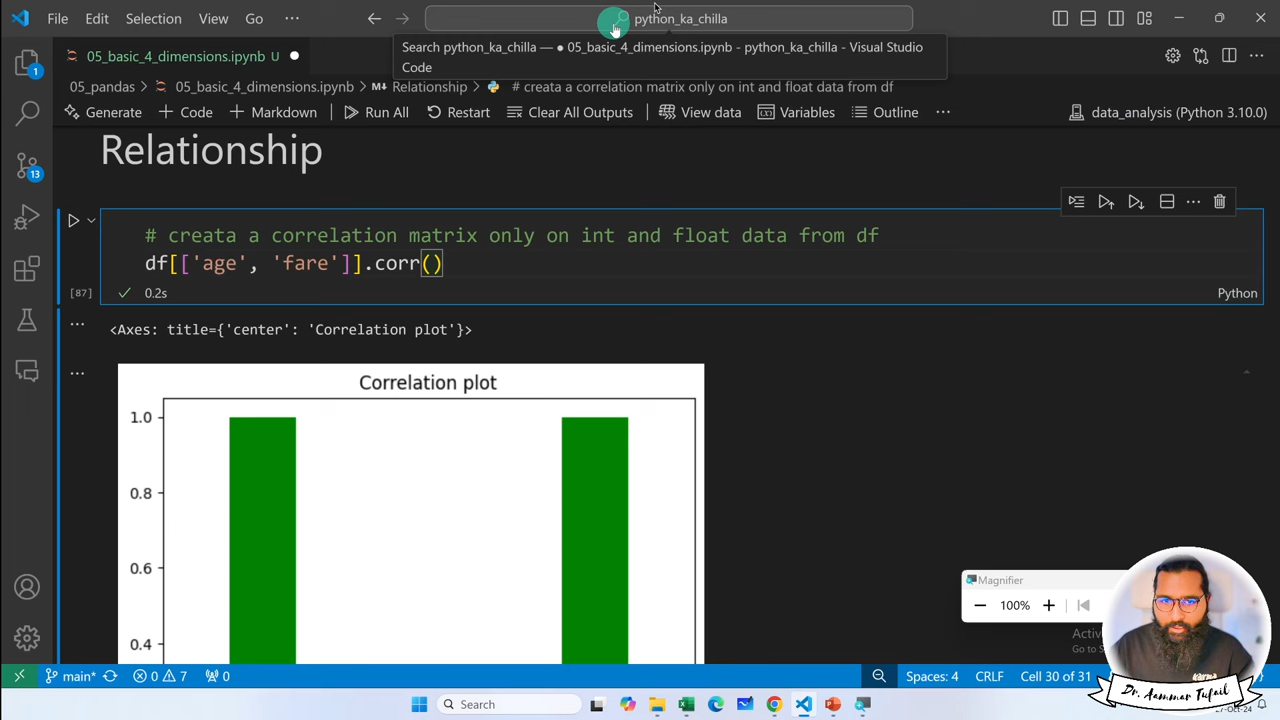 File Edit Selection View Go ···
python_ka_chilla
05_basic_4_dimensions.ipynb U
Search python_ka_chilla — ● 05_basic_4_dimensions.ipynb - python_ka_chilla - Visual Studio
Code
05_pandas > 05_basic_4_dimensions.ipynb > M↓ Relationship > # creata a correlation matrix only on int and float data from df
Generate + Code + Markdown Run All Restart Clear All Outputs View data Variables Outline ··· data_analysis (Python 3.10.0)
Relationship
# creata a correlation matrix only on int and float data from df
df[['age', 'fare']].corr()
[87] 0.2s Python
<Axes: title={'center': 'Correlation plot'}>
Correlation plot
1.0
0.8
0.6
0.4
1
13
Magnifier
100%
main* 0 7 0 Spaces: 4 CRLF Cell 30 of 31
Search
Dr. Aammar Tufail
27-Oct-24